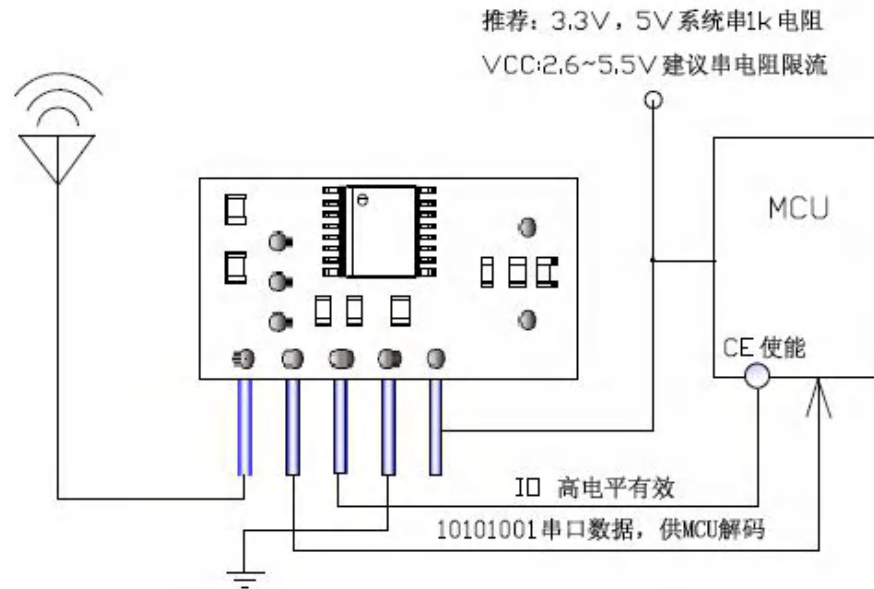 推荐：3.3V，5V系统串1k电阻
VCC:2.6~5.5V建议串电阻限流
MCU
CE使能
IO 高电平有效
10101001串口数据，供MCU解码